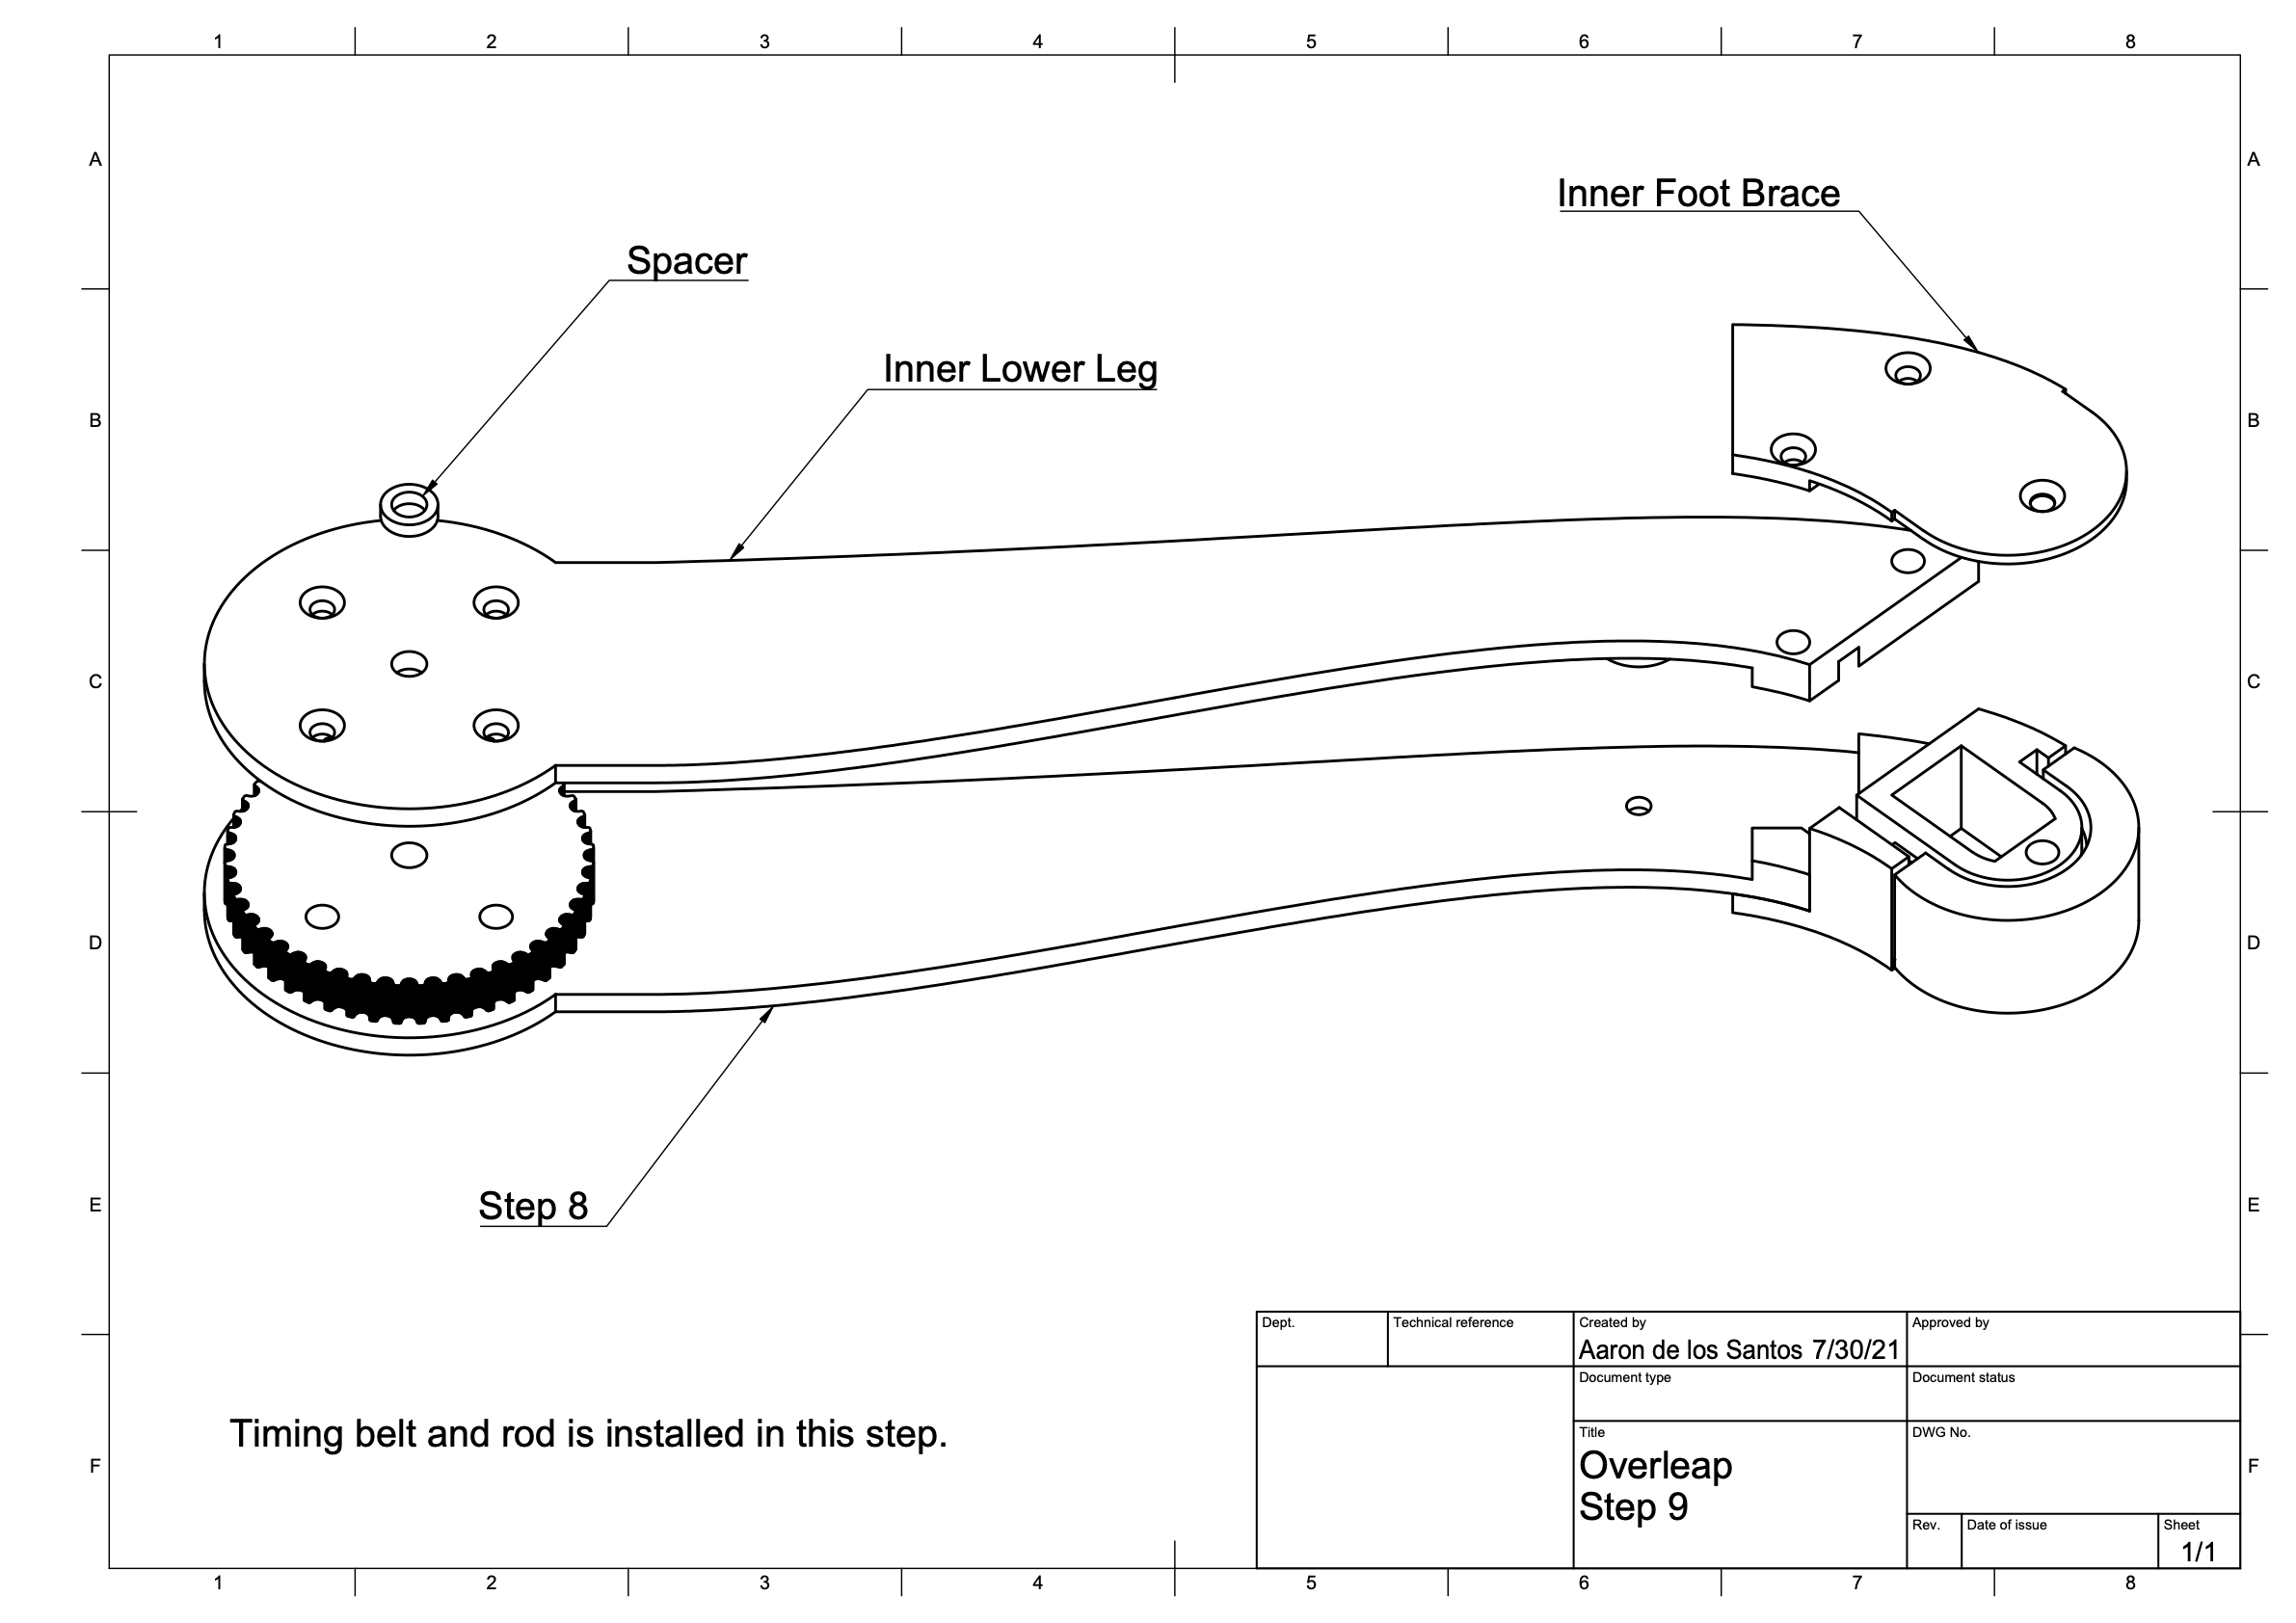 1 2 3 4 5 6 7 8
A A
Inner Foot Brace
Spacer
Inner Lower Leg
B B
C C
D D
Step 8
E E
Dept. Technical reference Created by Approved by
Aaron de los Santos 7/30/21
Document type Document status
Timing belt and rod is installed in this step.
Title DWG No.
Overleap
Step 9
F F
Rev. Date of issue Sheet
1/1
1 2 3 4 5 6 7 8